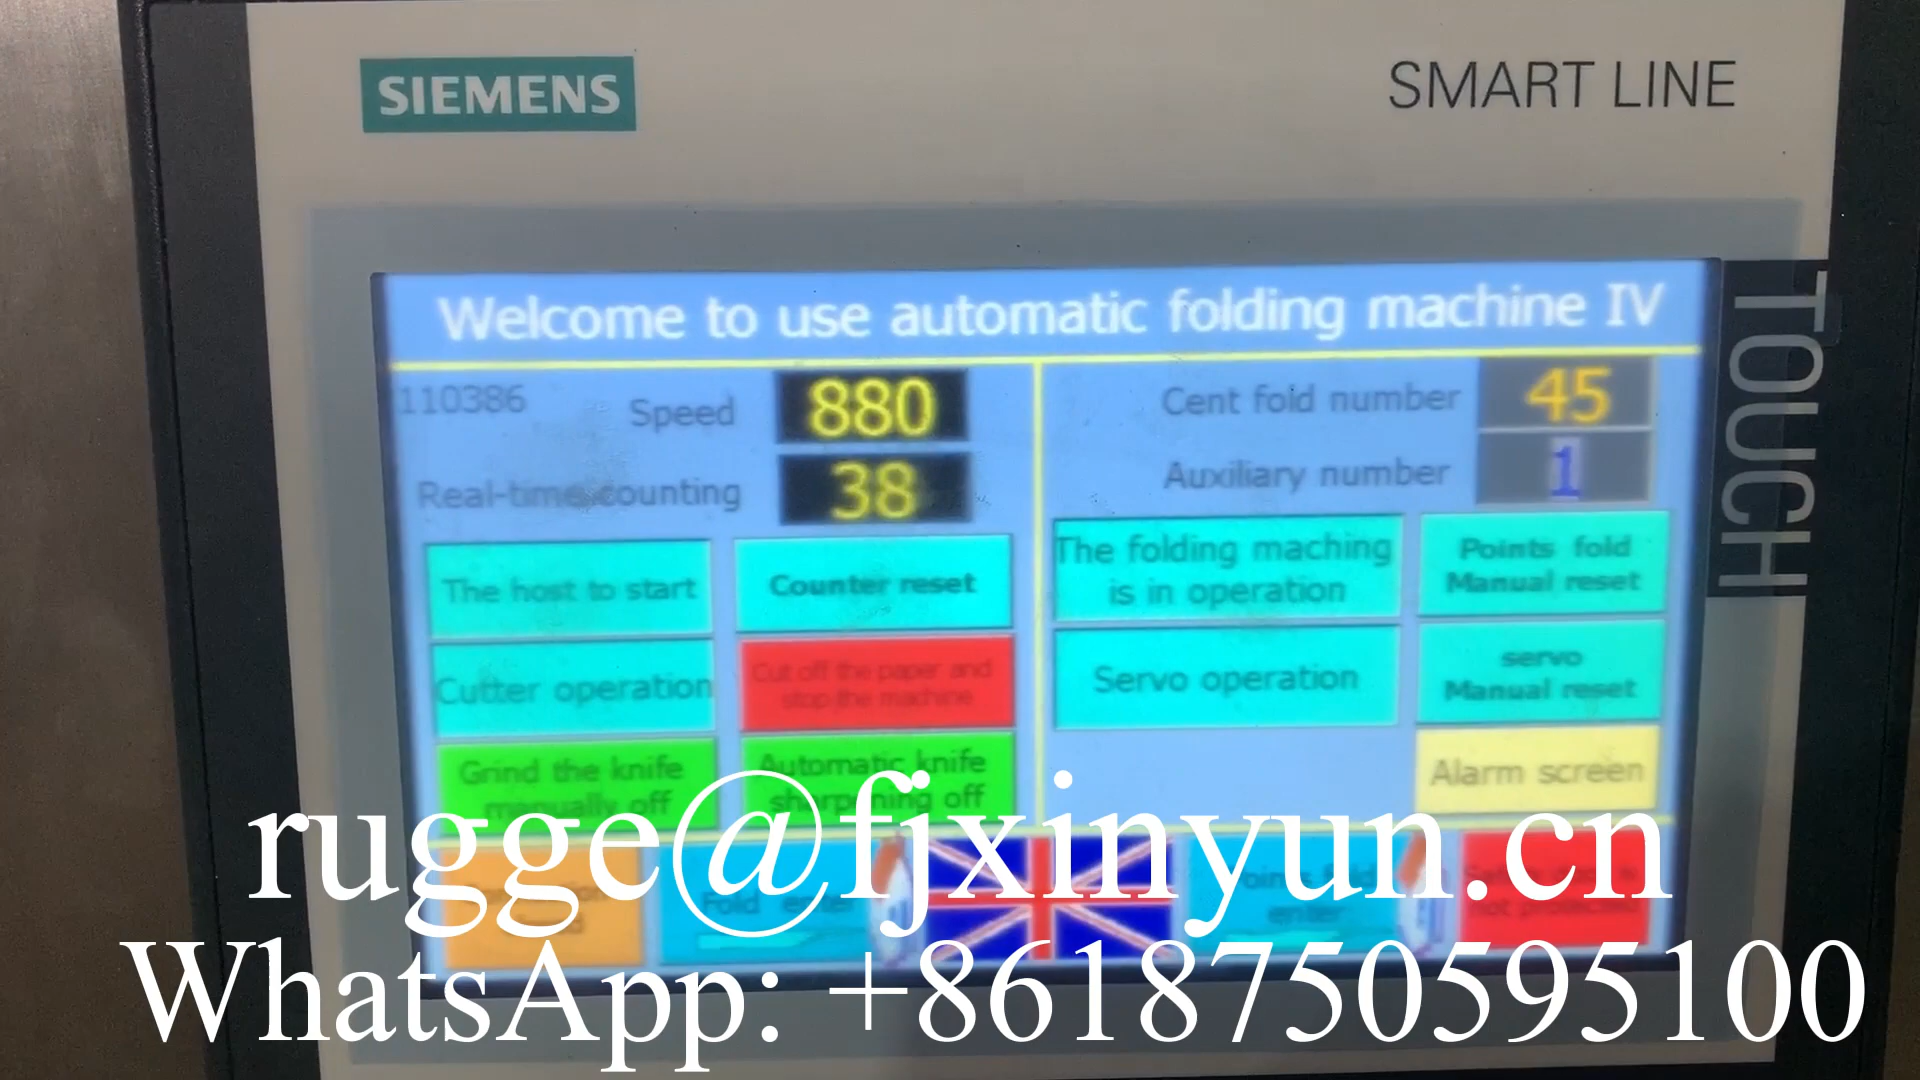 SIEMENS
SMART LINE
TOUCH
Welcome to use automatic folding machine IV
110386
Speed 880
Cent fold number 45
Real-time counting 38
Auxiliary number 1
The host to start
Counter reset
The folding maching
is in operation
Points fold
Manual reset
Cutter operation
Cut off the paper and
stop the machine
Servo operation
servo
Manual reset
Grind the knife
manually off
Automatic knife
sharpening off
Alarm screen
Fold enter
enter
rugge@fjxinyun.cn
WhatsApp: +8618750595100